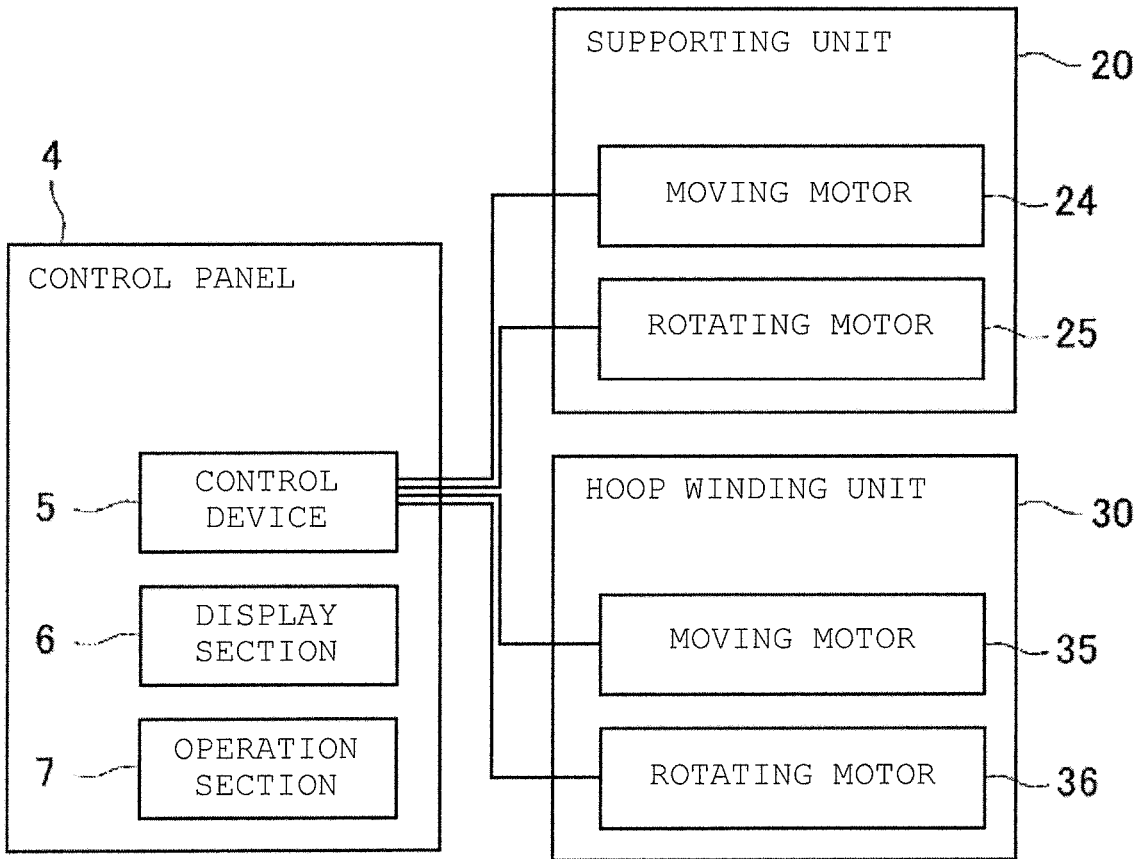 4
CONTROL PANEL
5
CONTROL
DEVICE
6
DISPLAY
SECTION
7
OPERATION
SECTION
SUPPORTING UNIT
20
MOVING MOTOR
24
ROTATING MOTOR
25
HOOP WINDING UNIT
30
MOVING MOTOR
35
ROTATING MOTOR
36